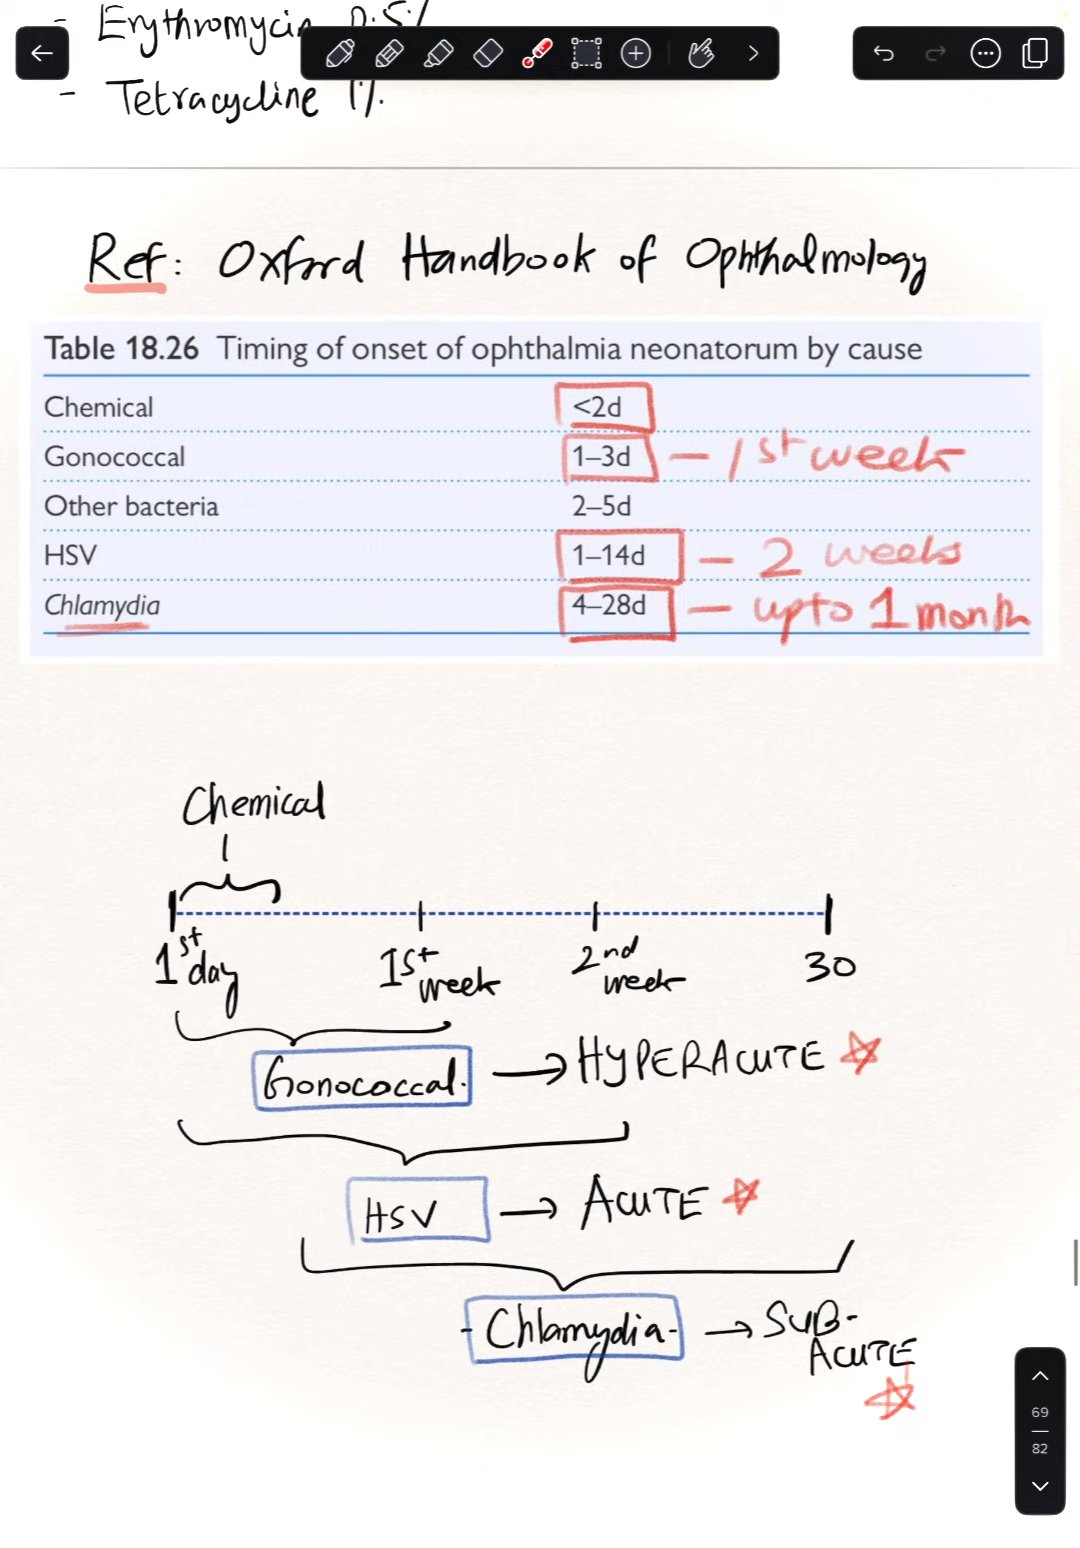 - Erythromycin 0.5%
- Tetracycline 1%.
Ref: Oxford Handbook of Ophthalmology
Table 18.26 Timing of onset of ophthalmia neonatorum by cause
Chemical <2d
Gonococcal 1–3d – 1st week
Other bacteria 2–5d
HSV 1–14d – 2 weeks
Chlamydia 4–28d – upto 1 month
Chemical
1st day 1st week 2nd week 30
Gonococcal. → HYPERACUTE
HSV → ACUTE
- Chlamydia - → SUB-
ACUTE
69
82